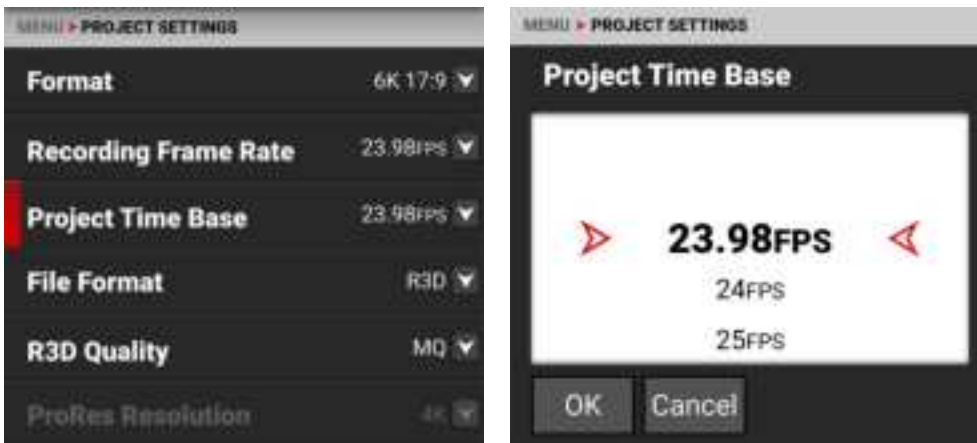 MENU ▶ PROJECT SETTINGS
Format 6K 17:9
Recording Frame Rate 23.98FPS
Project Time Base 23.98FPS
File Format R3D
R3D Quality MQ
ProRes Resolution 4K
MENU ▶ PROJECT SETTINGS
Project Time Base
23.98FPS
24FPS
25FPS
OK Cancel